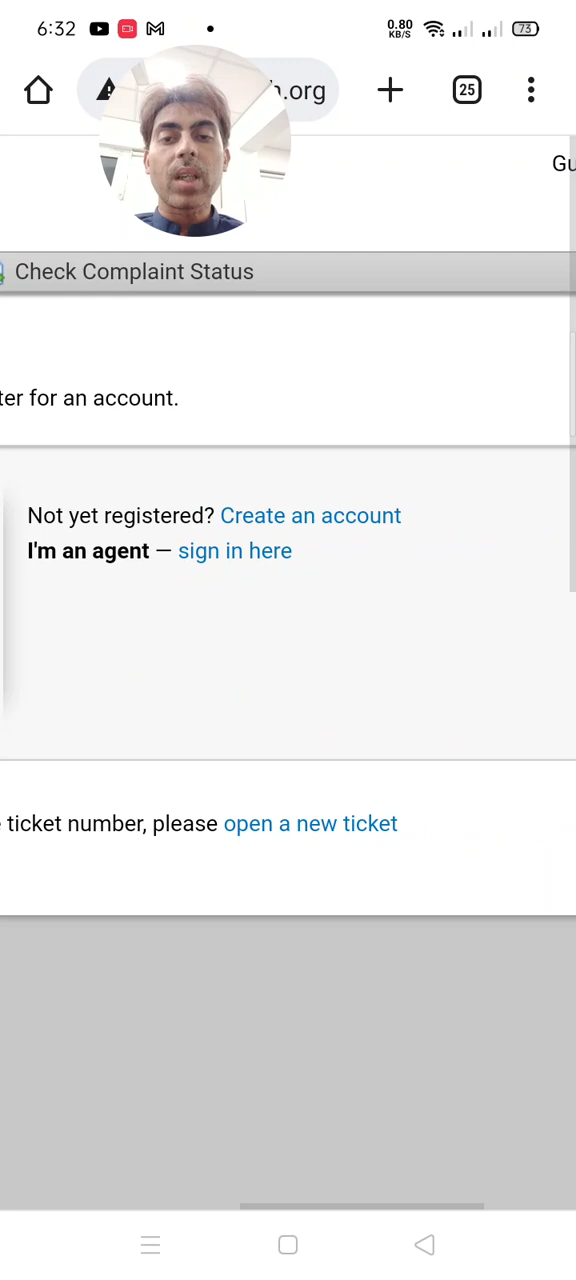 6:32
0.80
KB/S
73
.org
25
Gu
Check Complaint Status
ter for an account.
Not yet registered? Create an account
I'm an agent — sign in here
ticket number, please open a new ticket